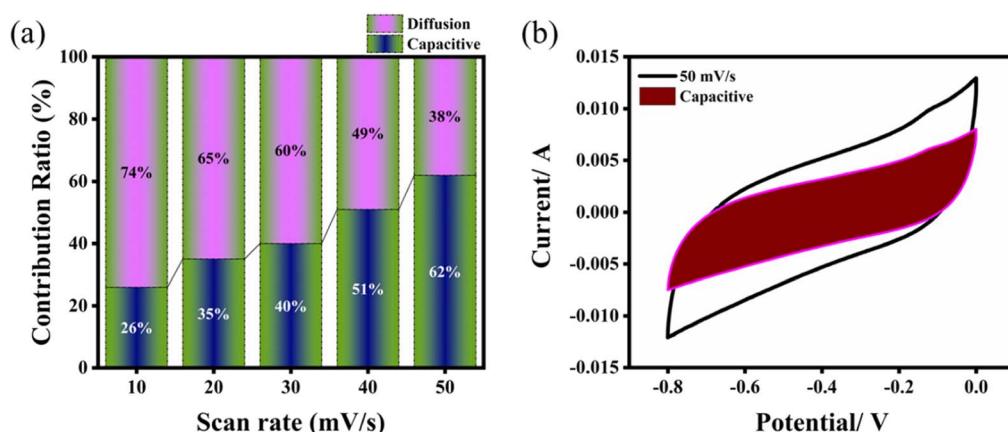 (a)
Diffusion
Capacitive
Contribution Ratio (%)
100
80
60
40
20
0
74%
65%
60%
49%
38%
26%
35%
40%
51%
62%
10 20 30 40 50
Scan rate (mV/s)
(b)
50 mV/s
Capacitive
Current/ A
0.015
0.010
0.005
0.000
-0.005
-0.010
-0.015
-0.8 -0.6 -0.4 -0.2 0.0
Potential/ V